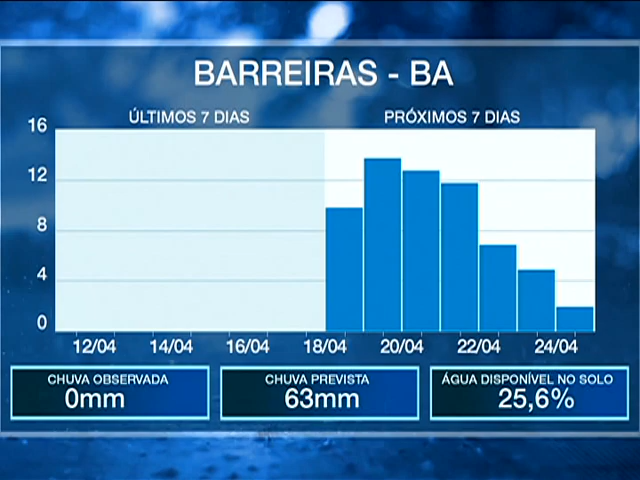 BARREIRAS - BA
ÚLTIMOS 7 DIAS PRÓXIMOS 7 DIAS
16
12
8
4
0
12/04 14/04 16/04 18/04 20/04 22/04 24/04
CHUVA OBSERVADA CHUVA PREVISTA ÁGUA DISPONÍVEL NO SOLO
0mm 63mm 25,6%